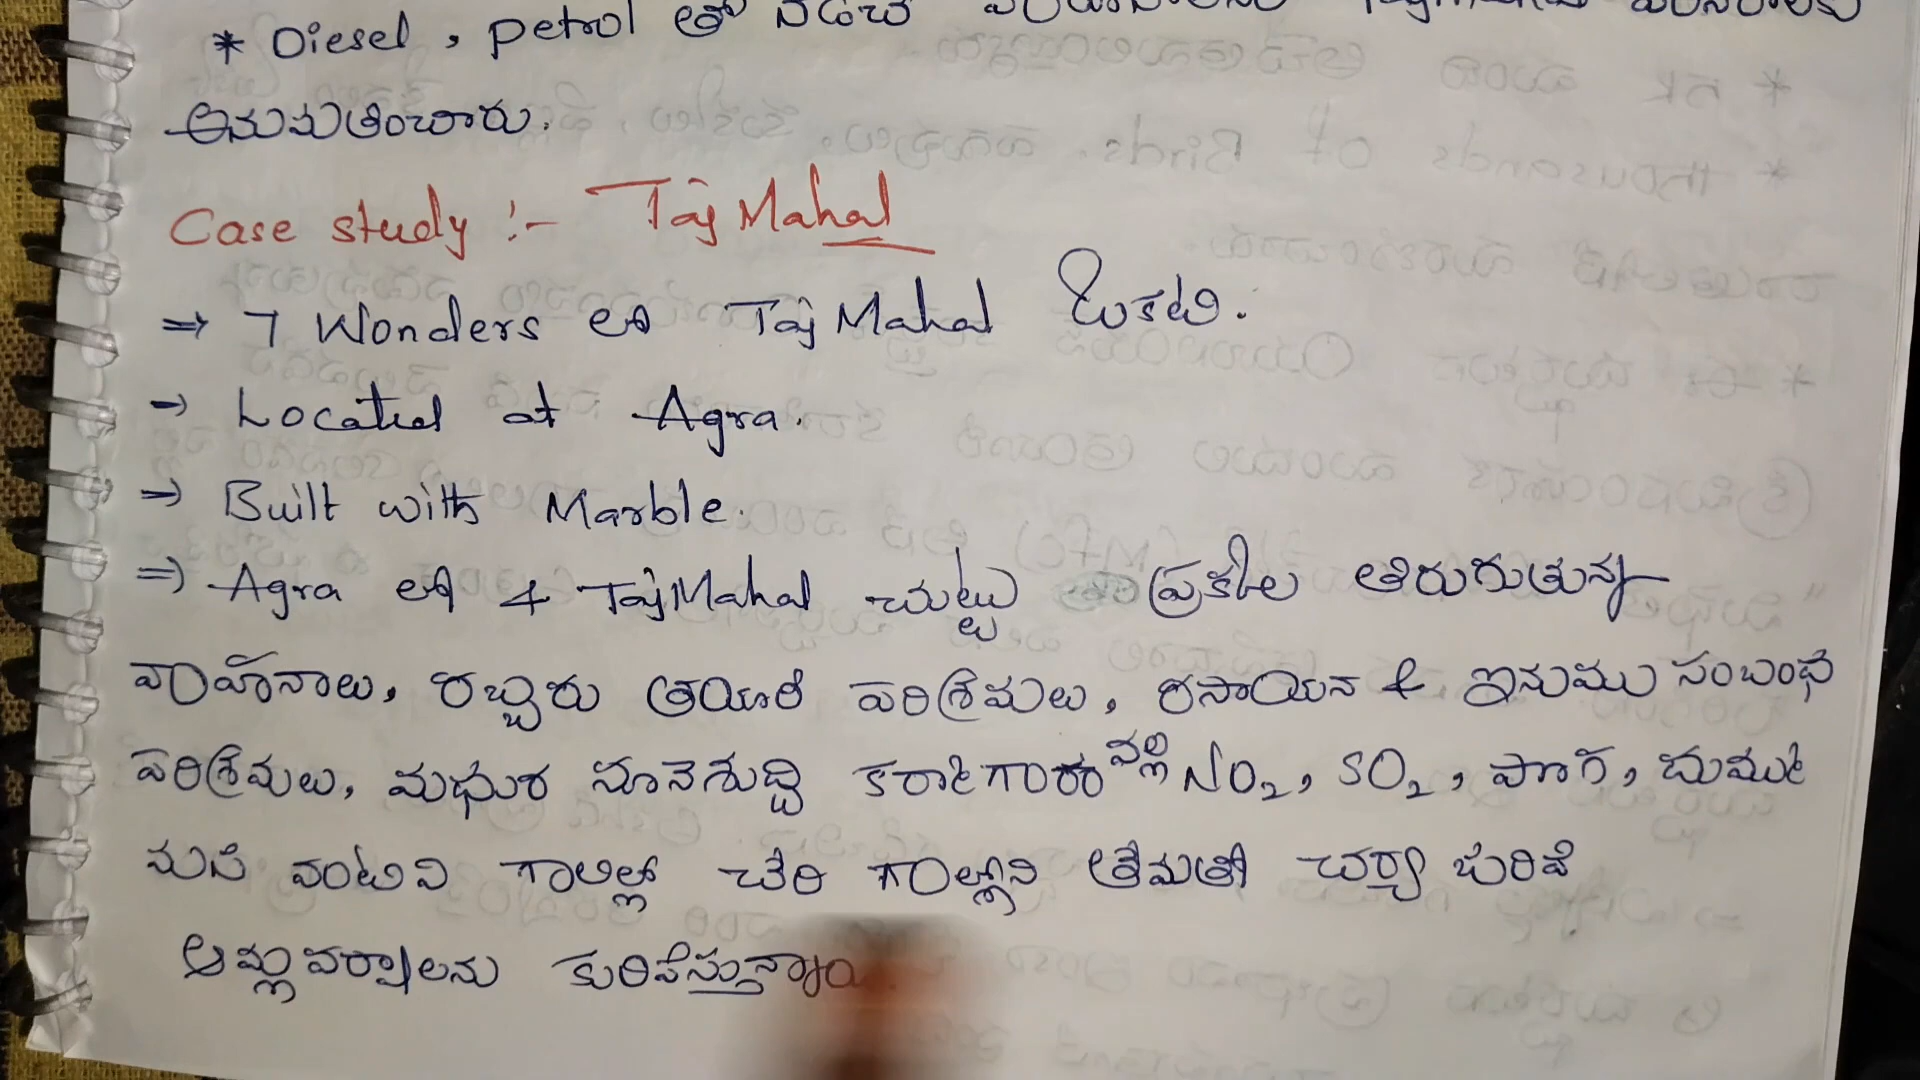 * Diesel, petrol తో నడిచే
అనుమతించారు.
Case study :- Taj Mahal
⇒ 7 Wonders లో Taj Mahal ఒకటి.
→ Located at Agra.
⇒ Built with Marble.
⇒ Agra లో & Taj Mahal చుట్టు ప్రక్కల తిరుగుతున్న
వాహనాలు, రబ్బరు తయారీ పరిశ్రమలు, రసాయన & ఇనుము సంబంధ
పరిశ్రమలు, మధుర నూనెశుద్ధి కర్మాగారం వల్ల NO2, SO2, పొగ, దుమ్ము
మసి వంటివి గాలిల్లో చేరి గాల్లోని తేమతో చర్య జరిపి
ఆమ్లవర్షాలను కురిపిస్తున్నాయి